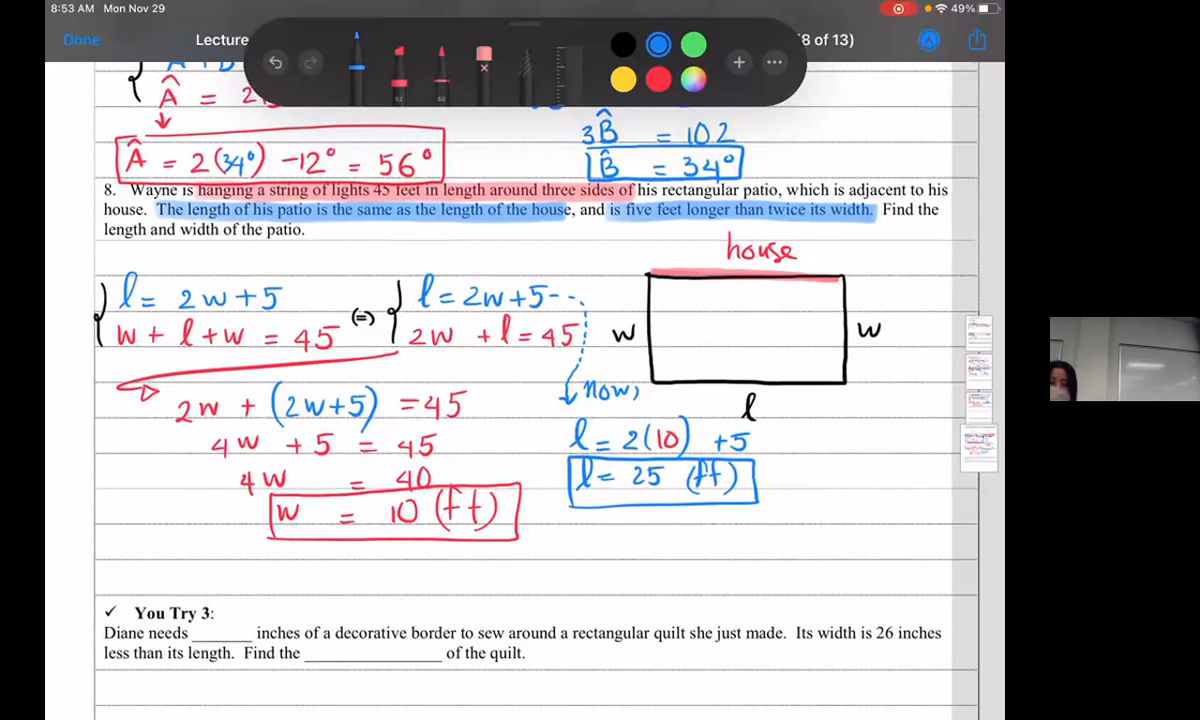 8:53 AM Mon Nov 29
49%
Done
Lecture
(8 of 13)
Â = 2
3B̂ = 102
Â = 2(34°) -12° = 56°
B̂ = 34°
8. Wayne is hanging a string of lights 45 feet in length around three sides of his rectangular patio, which is adjacent to his
house. The length of his patio is the same as the length of the house, and is five feet longer than twice its width. Find the
length and width of the patio.
house
{ l = 2w+5 (=) { l = 2w+5
w + l + w = 45 2w + l = 45
w w
l
2w + (2w+5) = 45
now,
4w + 5 = 45
l = 2(10) +5
4w = 40
l = 25 (ft)
w = 10 (ft)
✓ You Try 3:
Diane needs ______ inches of a decorative border to sew around a rectangular quilt she just made. Its width is 26 inches
less than its length. Find the ______________ of the quilt.